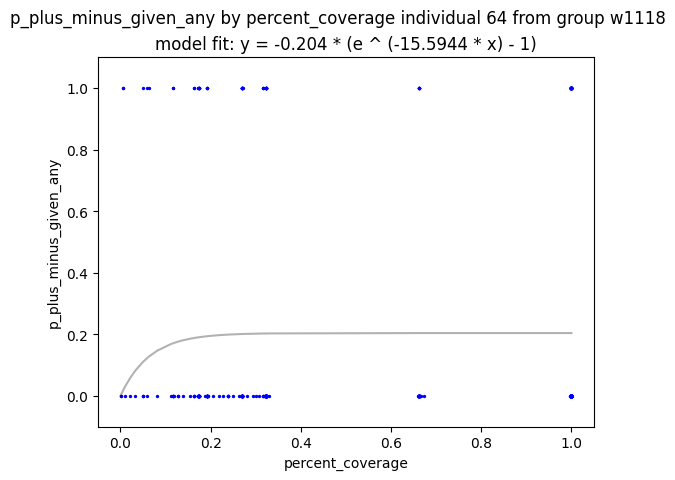 p_plus_minus_given_any by percent_coverage individual 64 from group w1118
model fit: y = -0.204 * (e ^ (-15.5944 * x) - 1)
1.0
0.8
0.6
0.4
0.2
0.0
p_plus_minus_given_any
0.0 0.2 0.4 0.6 0.8 1.0
percent_coverage